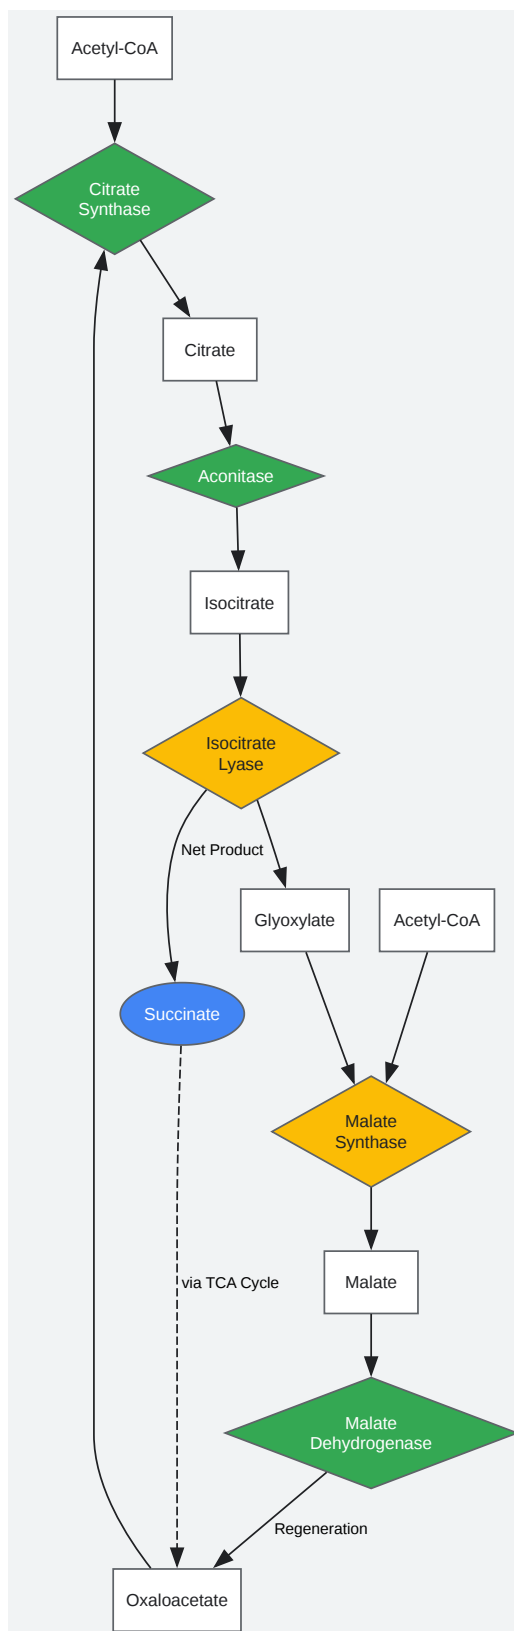 Acetyl-CoA
Citrate
Synthase
Citrate
Aconitase
Isocitrate
Isocitrate
Lyase
Net Product
Glyoxylate
Acetyl-CoA
Succinate
Malate
Synthase
via TCA Cycle
Malate
Malate
Dehydrogenase
Regeneration
Oxaloacetate